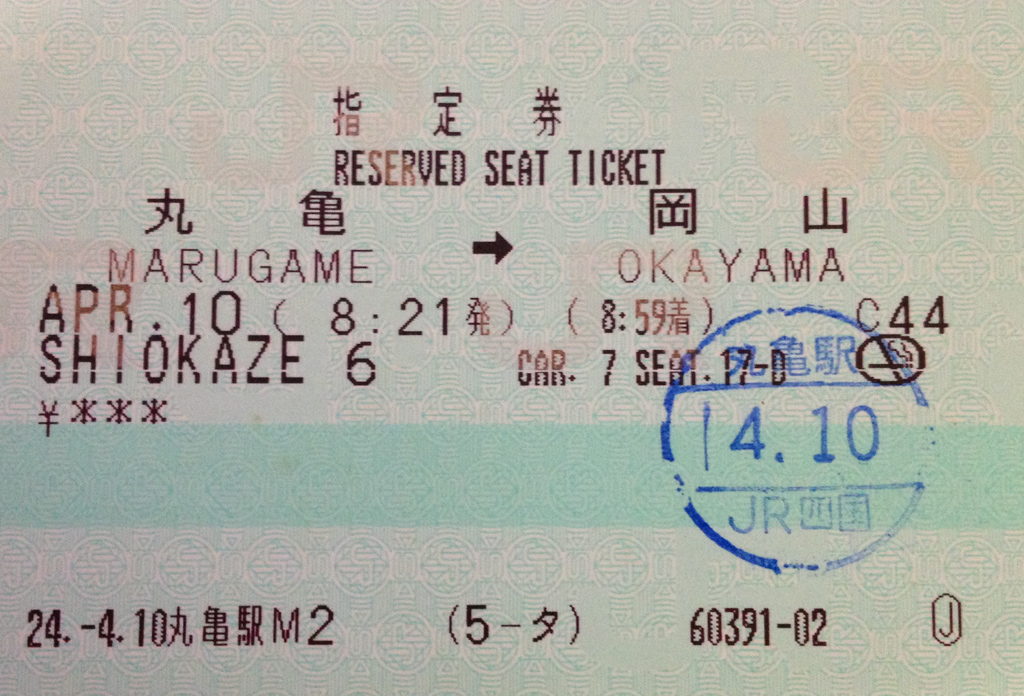 指 定 券
RESERVED SEAT TICKET
丸 亀 → 岡 山
MARUGAME OKAYAMA
APR.10( 8:21発) ( 8:59着) C44
SHIOKAZE 6 CAR. 7 SEAT.17-D
¥***
丸亀駅
4.10
JR四国
24.-4.10丸亀駅M2 (5-タ) 60391-02 Ⓙ